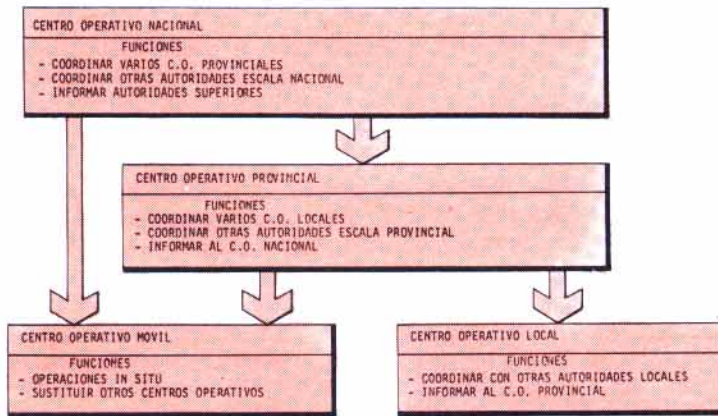 CENTRO OPERATIVO NACIONAL
FUNCIONES
- COORDINAR VARIOS C.O. PROVINCIALES
- COORDINAR OTRAS AUTORIDADES ESCALA NACIONAL
- INFORMAR AUTORIDADES SUPERIORES
CENTRO OPERATIVO PROVINCIAL
FUNCIONES
- COORDINAR VARIOS C.O. LOCALES
- COORDINAR OTRAS AUTORIDADES ESCALA PROVINCIAL
- INFORMAR AL C.O. NACIONAL
CENTRO OPERATIVO MOVIL
FUNCIONES
- OPERACIONES IN SITU
- SUSTITUIR OTROS CENTROS OPERATIVOS
CENTRO OPERATIVO LOCAL
FUNCIONES
- COORDINAR CON OTRAS AUTORIDADES LOCALES
- INFORMAR AL C.O. PROVINCIAL